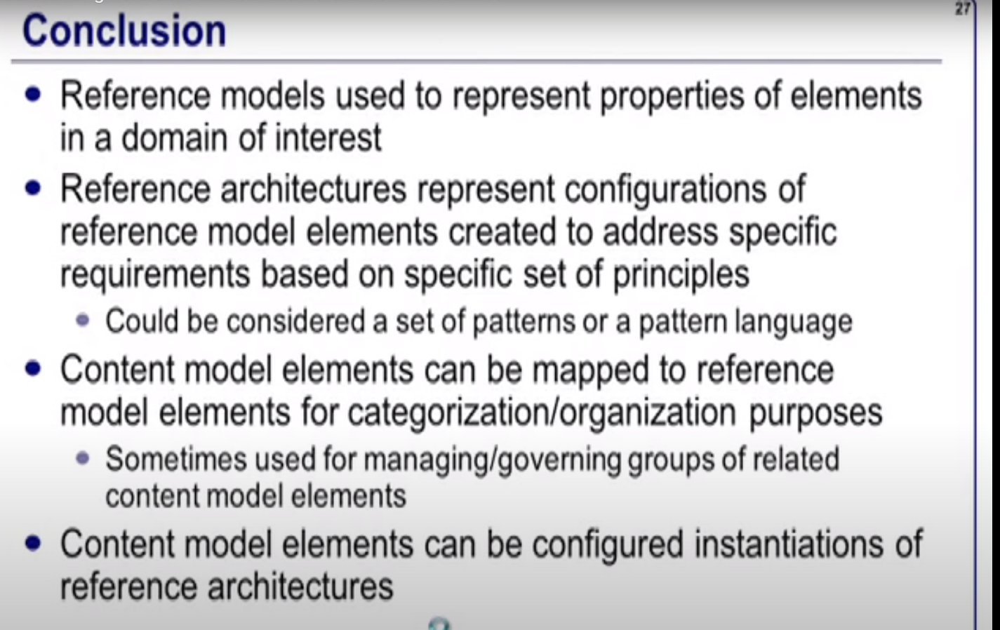 27
Conclusion
Reference models used to represent properties of elements
in a domain of interest
Reference architectures represent configurations of
reference model elements created to address specific
requirements based on specific set of principles
Could be considered a set of patterns or a pattern language
Content model elements can be mapped to reference
model elements for categorization/organization purposes
Sometimes used for managing/governing groups of related
content model elements
Content model elements can be configured instantiations of
reference architectures